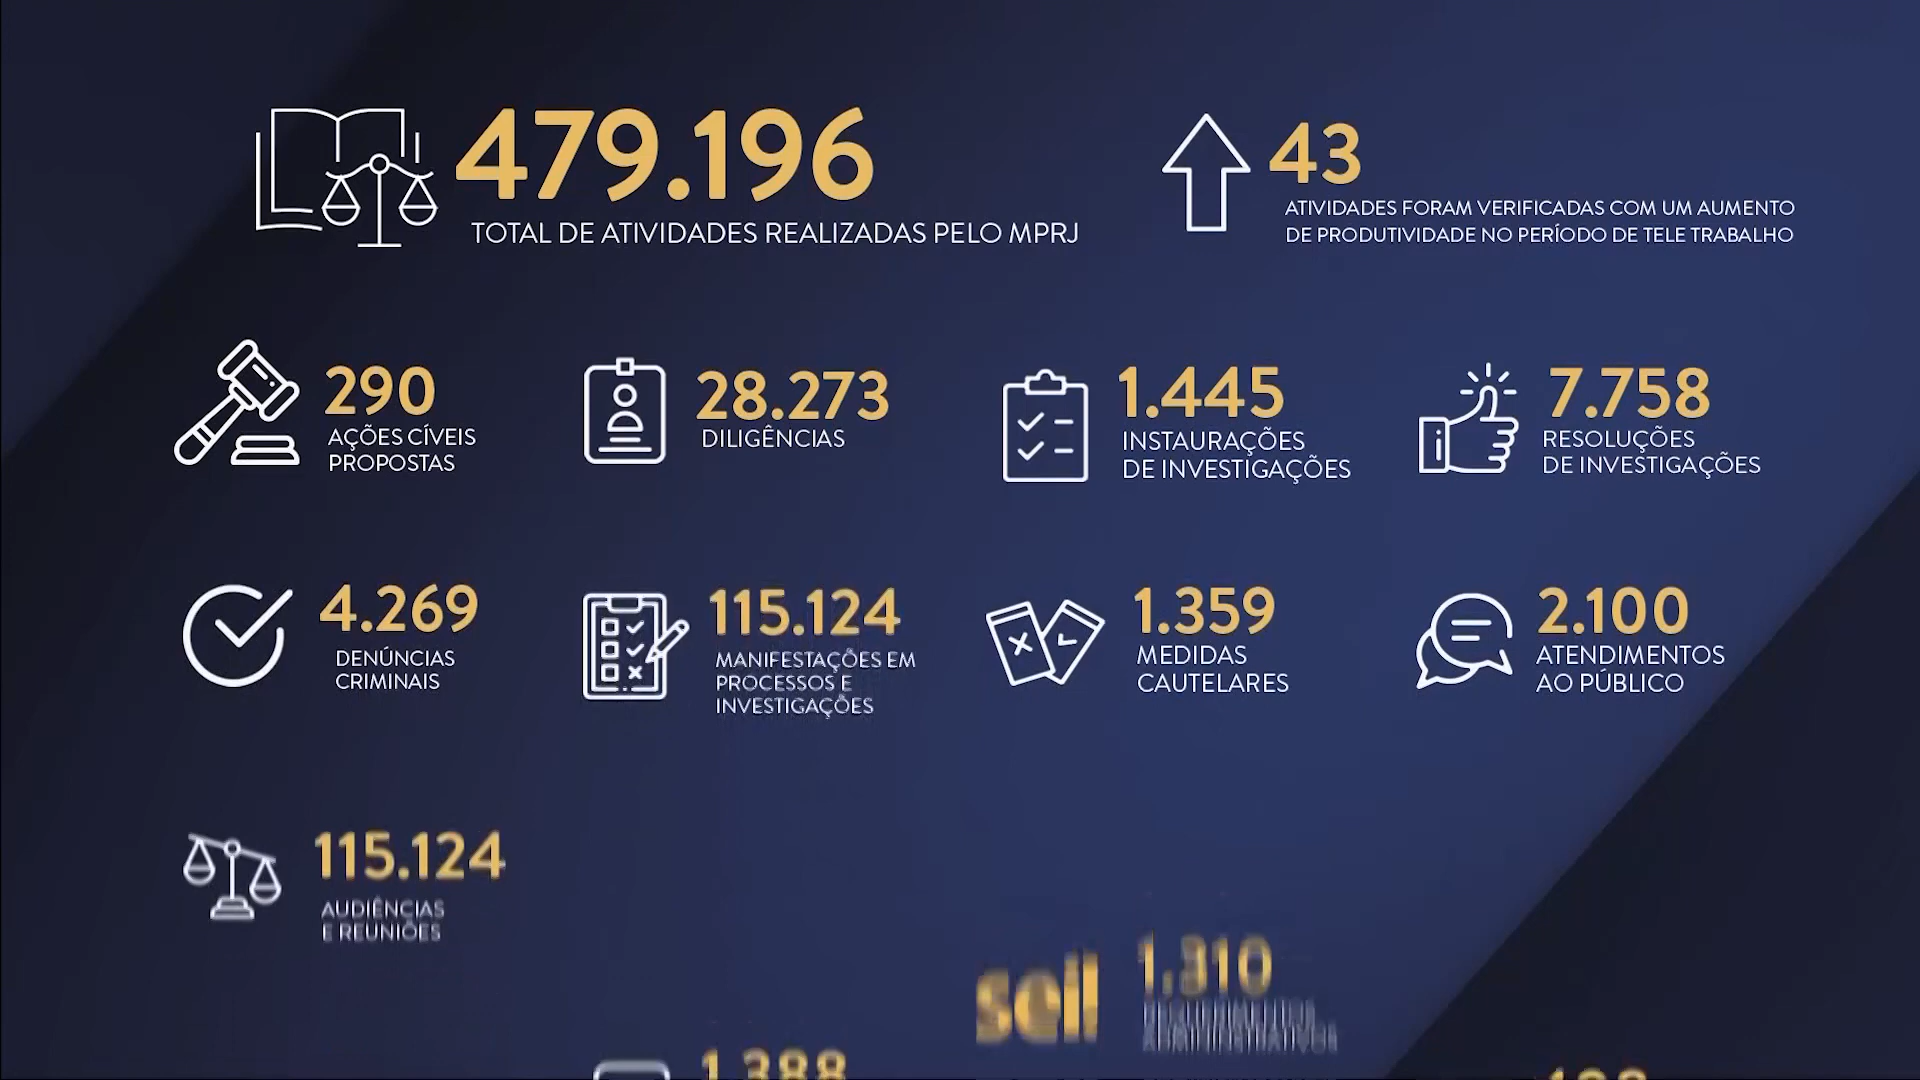 479.196
TOTAL DE ATIVIDADES REALIZADAS PELO MPRJ
43
ATIVIDADES FORAM VERIFICADAS COM UM AUMENTO
DE PRODUTIVIDADE NO PERÍODO DE TELE TRABALHO
290
AÇÕES CÍVEIS
PROPOSTAS
28.273
DILIGÊNCIAS
1.445
INSTAURAÇÕES
DE INVESTIGAÇÕES
7.758
RESOLUÇÕES
DE INVESTIGAÇÕES
4.269
DENÚNCIAS
CRIMINAIS
115.124
MANIFESTAÇÕES EM
PROCESSOS E
INVESTIGAÇÕES
1.359
MEDIDAS
CAUTELARES
2.100
ATENDIMENTOS
AO PÚBLICO
115.124
AUDIÊNCIAS
E REUNIÕES
1.310
1.388